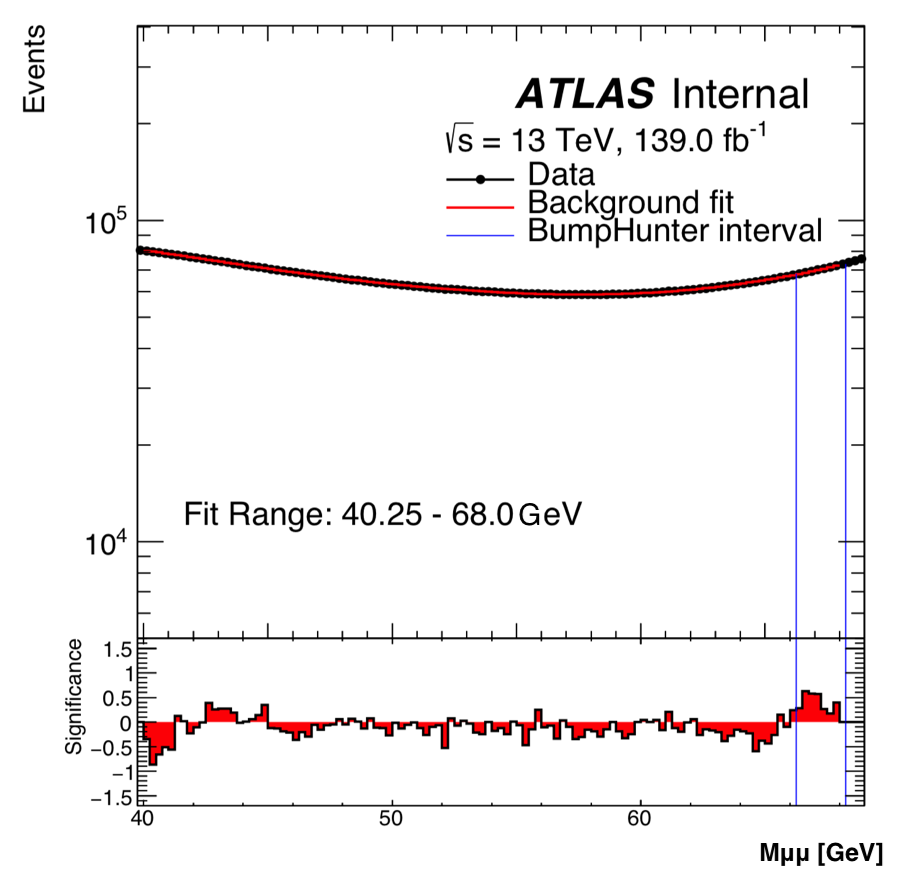 Events
ATLAS Internal
√s = 13 TeV, 139.0 fb⁻¹
Data
Background fit
BumpHunter interval
10⁵
Fit Range: 40.25 - 68.0 GeV
10⁴
Significance
1.5
1
0.5
0
−0.5
−1
−1.5
40 50 60
Mμμ [GeV]